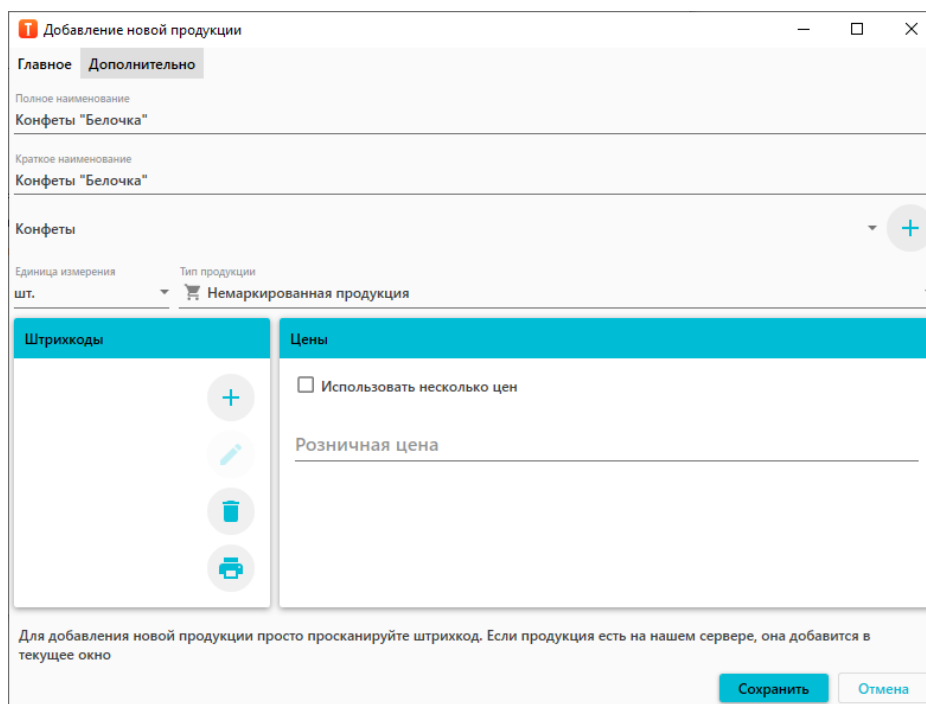 Т Добавление новой продукции
Главное Дополнительно
Полное наименование
Конфеты "Белочка"
Краткое наименование
Конфеты "Белочка"
Конфеты
Единица измерения Тип продукции
шт. Немаркированная продукция
Штрихкоды Цены
Использовать несколько цен
Розничная цена
Для добавления новой продукции просто просканируйте штрихкод. Если продукция есть на нашем сервере, она добавится в
текущее окно
Сохранить Отмена